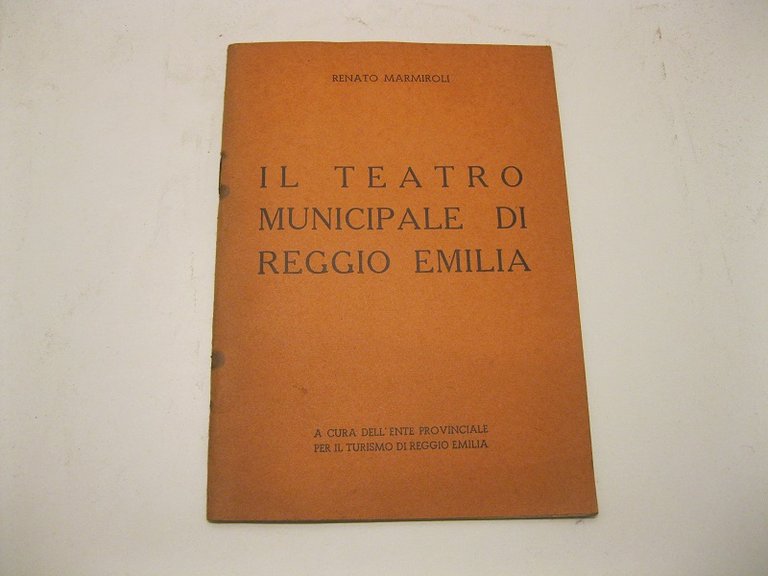 RENATO MARMIROLI
IL TEATRO
MUNICIPALE DI
REGGIO EMILIA
A CURA DELL'ENTE PROVINCIALE
PER IL TURISMO DI REGGIO EMILIA